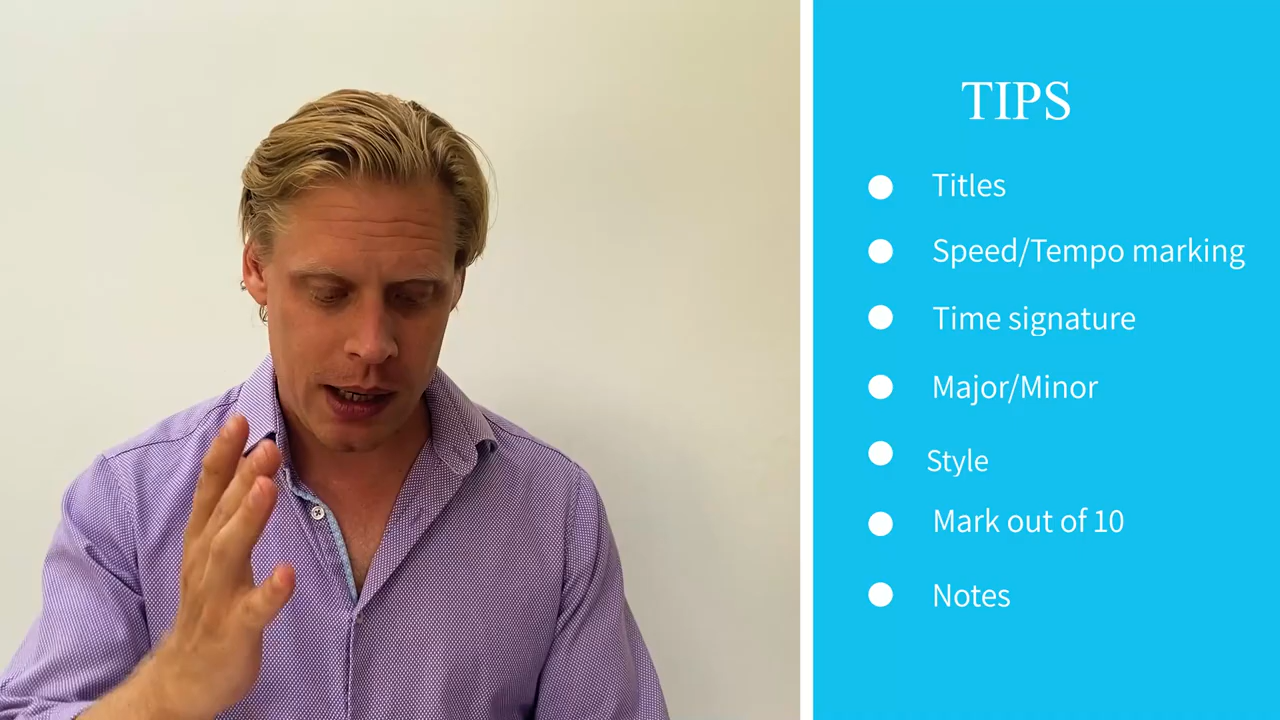 TIPS
Titles
Speed/Tempo marking
Time signature
Major/Minor
Style
Mark out of 10
Notes